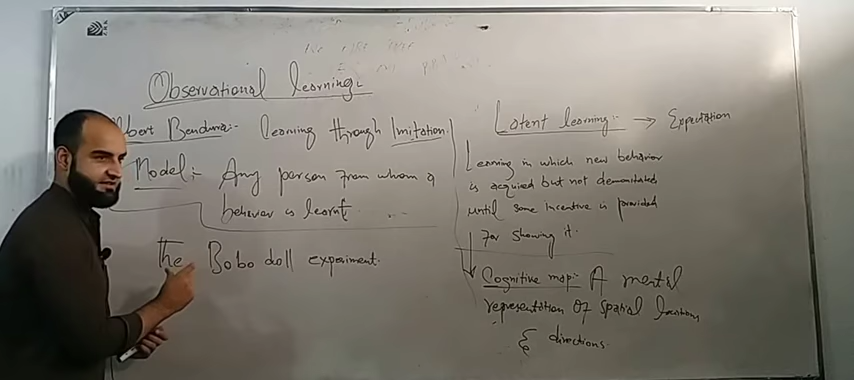 Observational learning
Albert Bandura:- learning through Imitation.
Model:- Any person from whom a
behavior is learnt.
The Bobo doll experiment.
Latent learning: → Expectation
Learning in which new behavior
is acquied but not demonstrated
until some incentive is provided
for showing it.
Cognitive map:- A mental
representation of spatial locations
& directions.